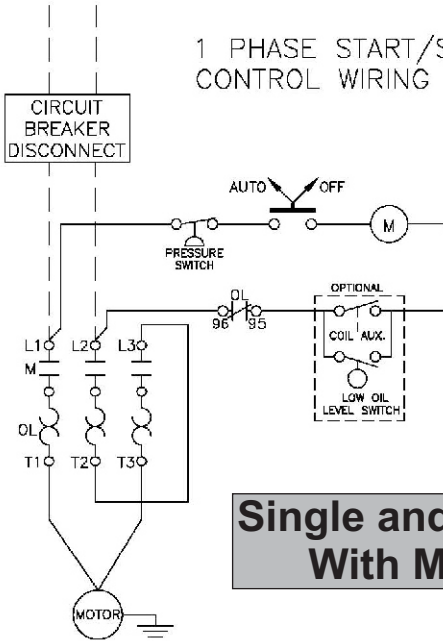 1 PHASE START/S
CONTROL WIRING
CIRCUIT
BREAKER
DISCONNECT
AUTO OFF
M
PRESSURE
SWITCH
OPTIONAL
OL
96 95
COIL AUX.
LOW OIL
LEVEL SWITCH
L1 L2 L3
M
OL
T1 T2 T3
Single and
With M
MOTOR